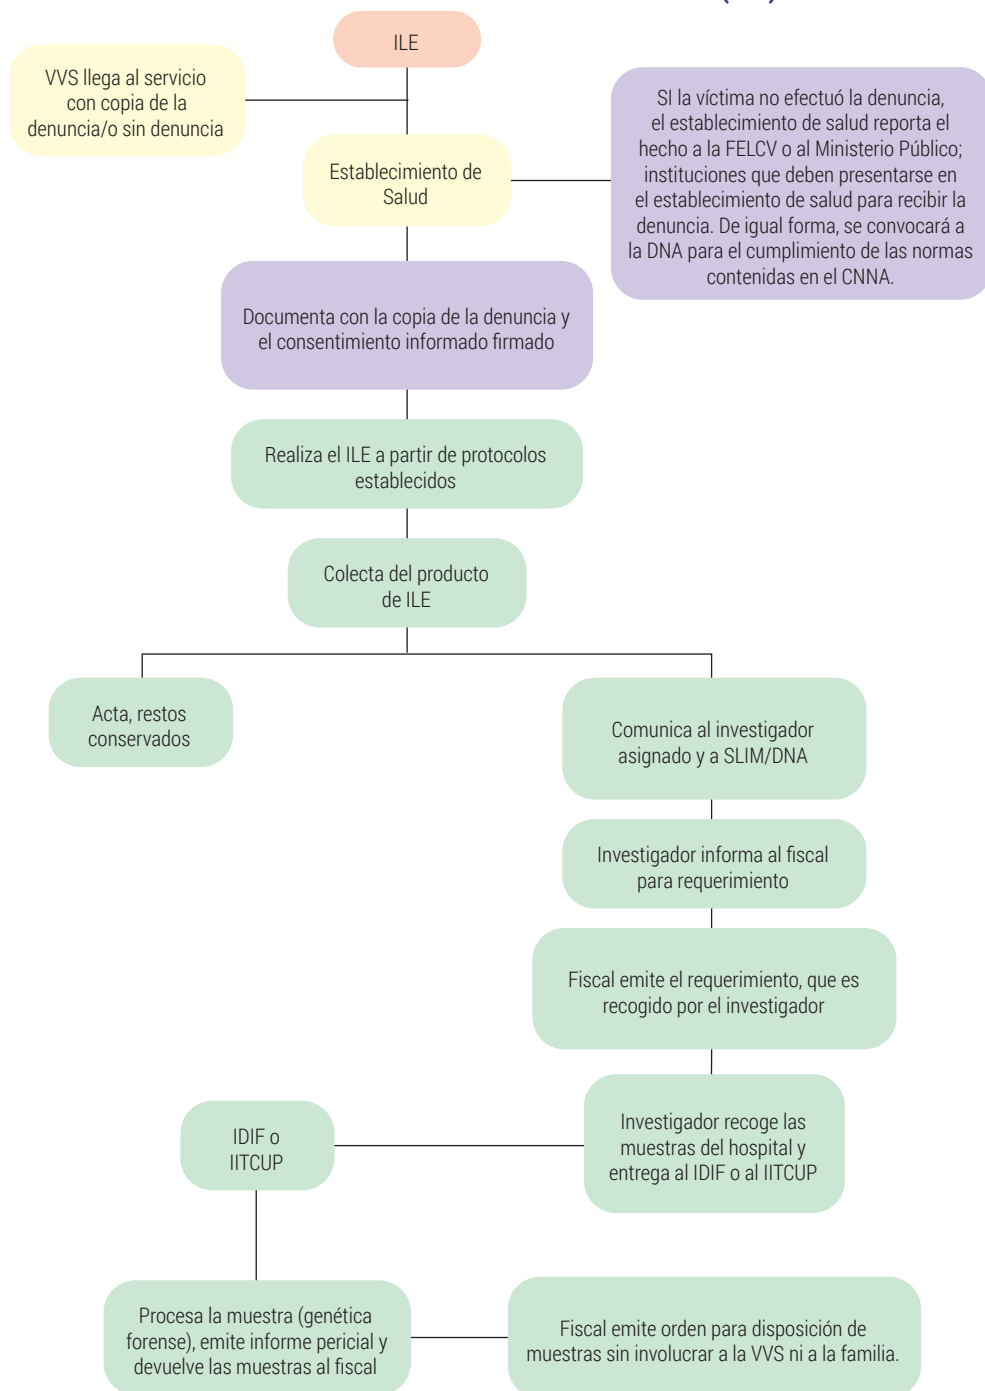 ILE
VVS llega al servicio
con copia de la
denuncia/o sin denuncia
Establecimiento de
Salud
SI la víctima no efectuó la denuncia,
el establecimiento de salud reporta el
hecho a la FELCV o al Ministerio Público;
instituciones que deben presentarse en
el establecimiento de salud para recibir la
denuncia. De igual forma, se convocará a
la DNA para el cumplimiento de las normas
contenidas en el CNNA.
Documenta con la copia de la denuncia y
el consentimiento informado firmado
Realiza el ILE a partir de protocolos
establecidos
Colecta del producto
de ILE
Acta, restos
conservados
Comunica al investigador
asignado y a SLIM/DNA
Investigador informa al fiscal
para requerimiento
Fiscal emite el requerimiento, que es
recogido por el investigador
Investigador recoge las
muestras del hospital y
entrega al IDIF o al IITCUP
IDIF o
IITCUP
Procesa la muestra (genética
forense), emite informe pericial y
devuelve las muestras al fiscal
Fiscal emite orden para disposición de
muestras sin involucrar a la VVS ni a la familia.